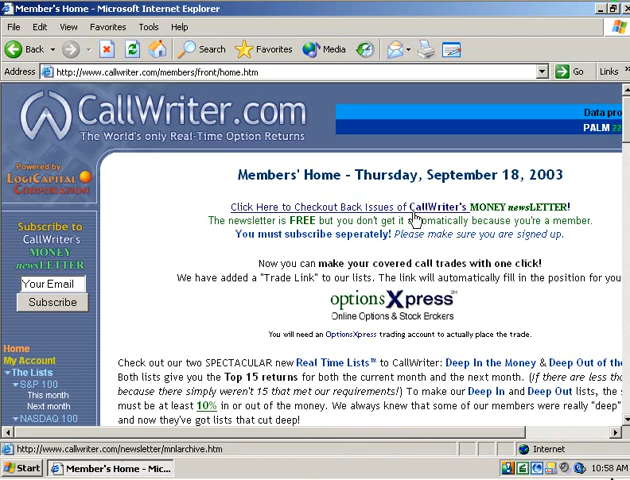 Member's Home - Microsoft Internet Explorer
File Edit View Favorites Tools Help
Back Search Favorites Media
Address http://www.callwriter.com/members/front/home.htm Go Links »
CallWriter.com
The World's only Real-Time Option Returns
Data pro
PALM 22
Powered by
LOGICAPITAL
CORPORATION
Subscribe to
CallWriter's
MONEY
newsLETTER
Your Email
Subscribe
Home
My Account
The Lists
S&P 100
This month
Next month
NASDAQ 100
Members' Home - Thursday, September 18, 2003
Click Here to Checkout Back Issues of CallWriter's MONEY newsLETTER!
The newsletter is FREE but you don't get it automatically because you're a member.
You must subscribe seperately! Please make sure you are signed up.
Now you can make your covered call trades with one click!
We have added a "Trade Link" to our lists. The link will automatically fill in the position for you
optionsXpress
Online Options & Stock Brokers
You will need an OptionsXpress trading account to actually place the trade.
Check out our two SPECTACULAR new Real Time Lists™ to CallWriter: Deep In the Money & Deep Out of the
Both lists give you the Top 15 returns for both the current month and the next month. (If there are less th
because there simply weren't 15 that met our requirements!) To make our Deep In and Deep Out lists, the s
must be at least 10% in or out of the money. We always knew that some of our members were really "deep"
and now they've got lists that cut deep!
http://www.callwriter.com/newsletter/mnlarchive.htm Internet
Start Member's Home - Mic... 10:58 AM